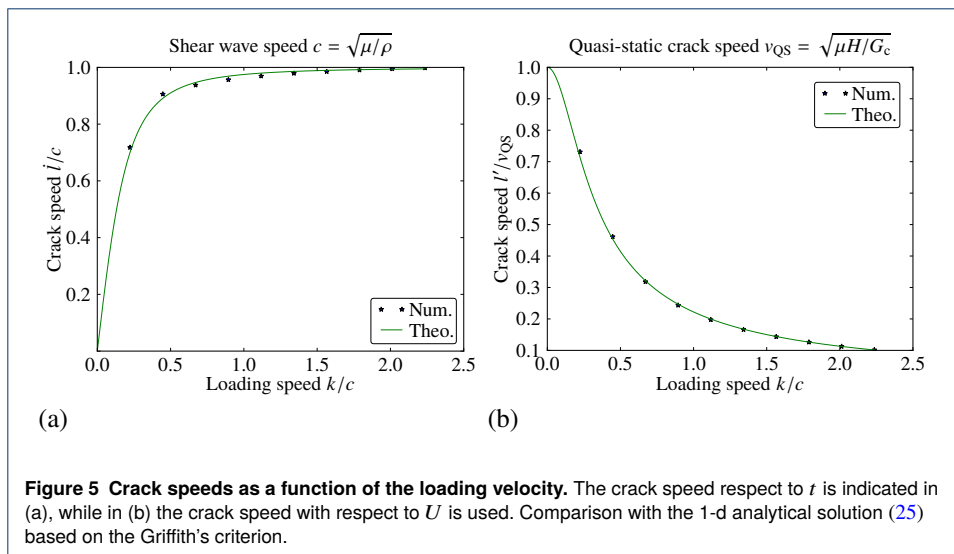 Shear wave speed c = √μ/ρ
1.0
0.8
0.6
0.4
0.2
Crack speed l̇/c
Num.
Theo.
0.0 0.5 1.0 1.5 2.0 2.5
Loading speed k/c
(a)
Quasi-static crack speed v_QS = √μH/G_c
1.0
0.9
0.8
0.7
0.6
0.5
0.4
0.3
0.2
0.1
Crack speed l′/v_QS
Num.
Theo.
0.0 0.5 1.0 1.5 2.0 2.5
Loading speed k/c
(b)
Figure 5 Crack speeds as a function of the loading velocity. The crack speed respect to t is indicated in
(a), while in (b) the crack speed with respect to U is used. Comparison with the 1-d analytical solution (25)
based on the Griffith's criterion.